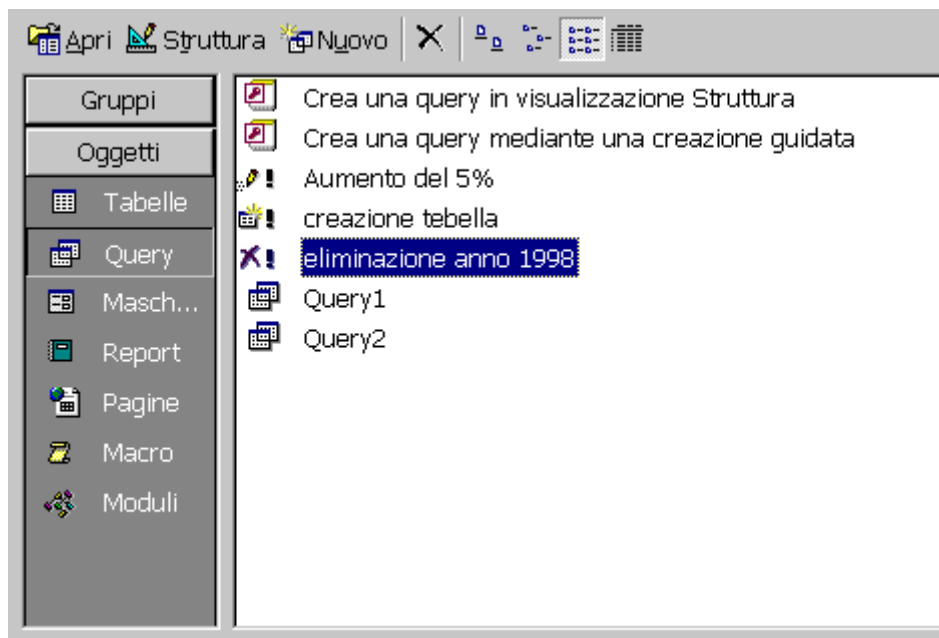 Apri Struttura Nuovo
Gruppi
Oggetti
Tabelle
Query
Masch...
Report
Pagine
Macro
Moduli
Crea una query in visualizzazione Struttura
Crea una query mediante una creazione guidata
Aumento del 5%
creazione tebella
eliminazione anno 1998
Query1
Query2